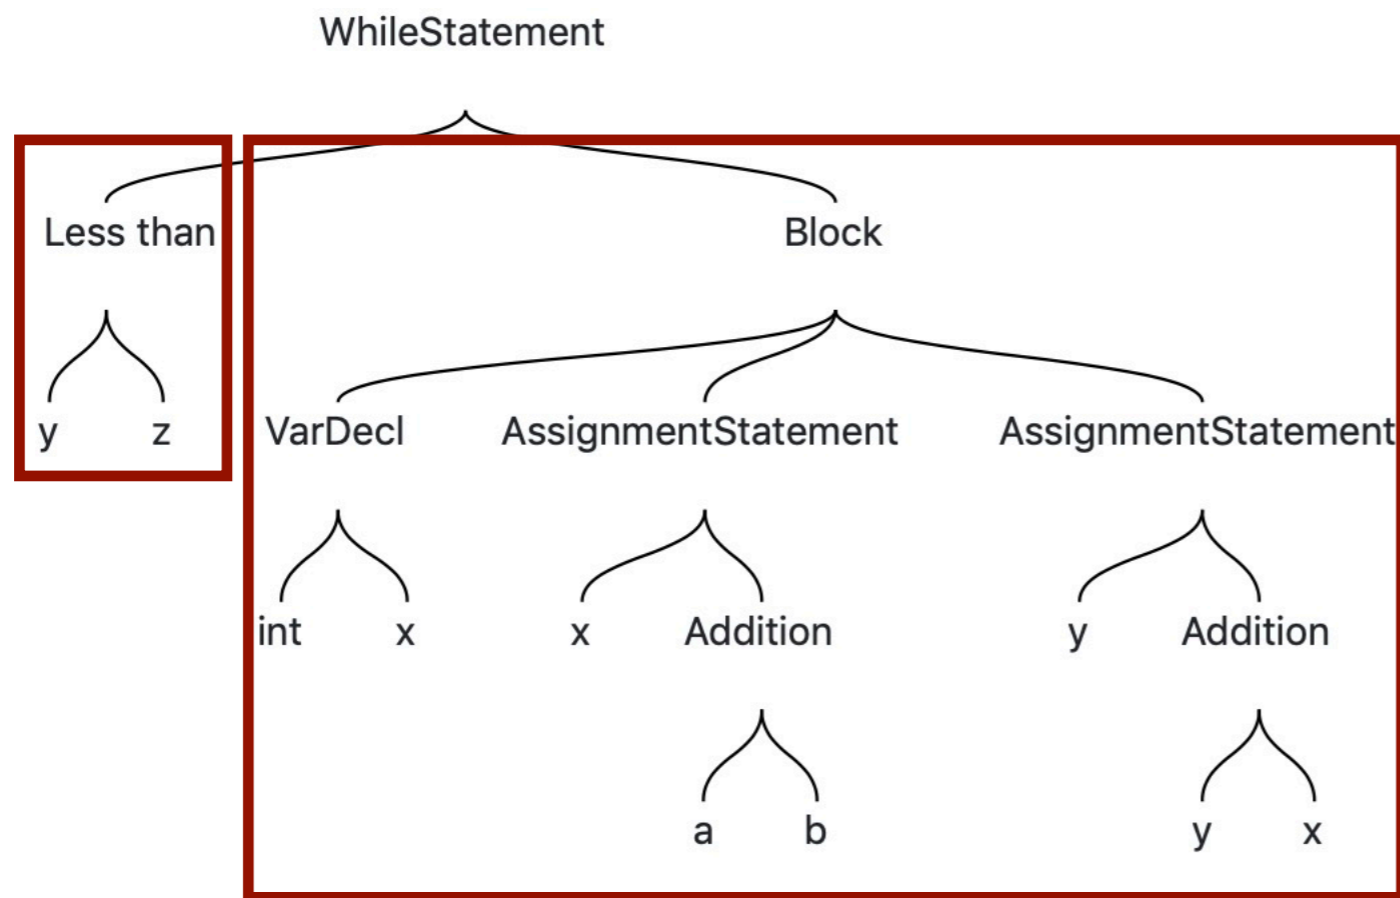 WhileStatement
Less than Block
y z VarDecl AssignmentStatement AssignmentStatement
int x x Addition y Addition
a b y x